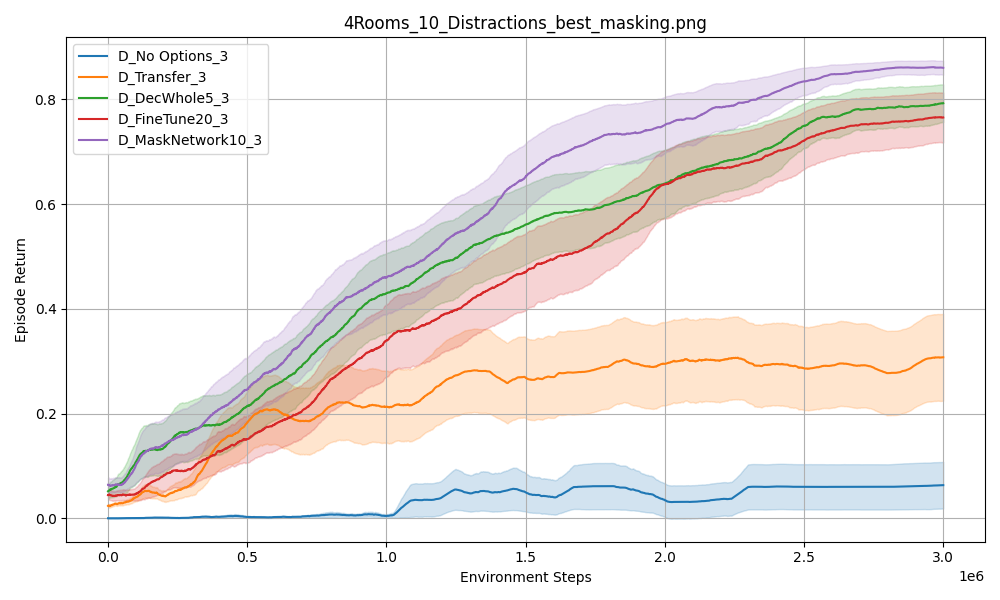 4Rooms_10_Distractions_best_masking.png
D_No Options_3
D_Transfer_3
D_DecWhole5_3
D_FineTune20_3
D_MaskNetwork10_3
Episode Return
0.8
0.6
0.4
0.2
0.0
0.0 0.5 1.0 1.5 2.0 2.5 3.0
1e6
Environment Steps